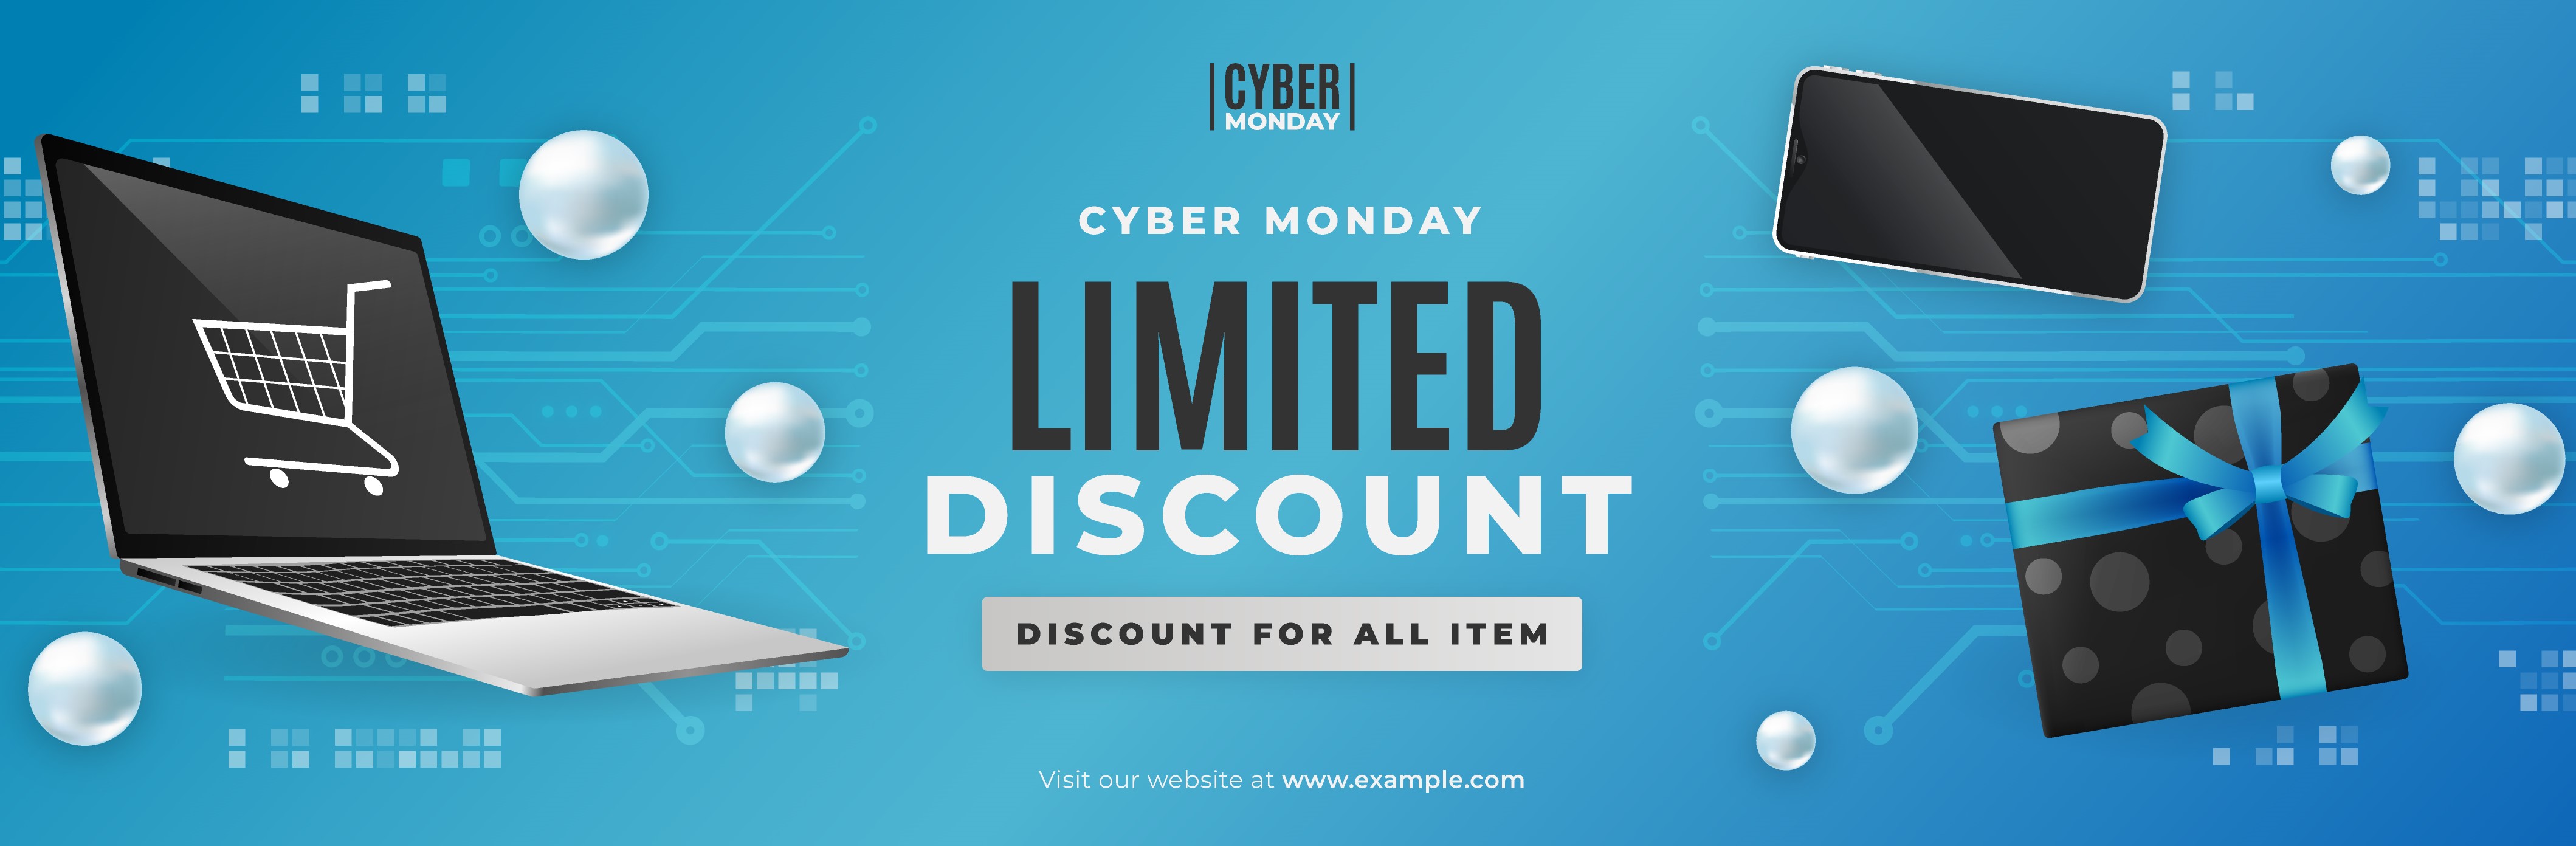 CYBER
MONDAY
CYBER MONDAY
LIMITED
DISCOUNT
DISCOUNT FOR ALL ITEM
Visit our website at www.example.com